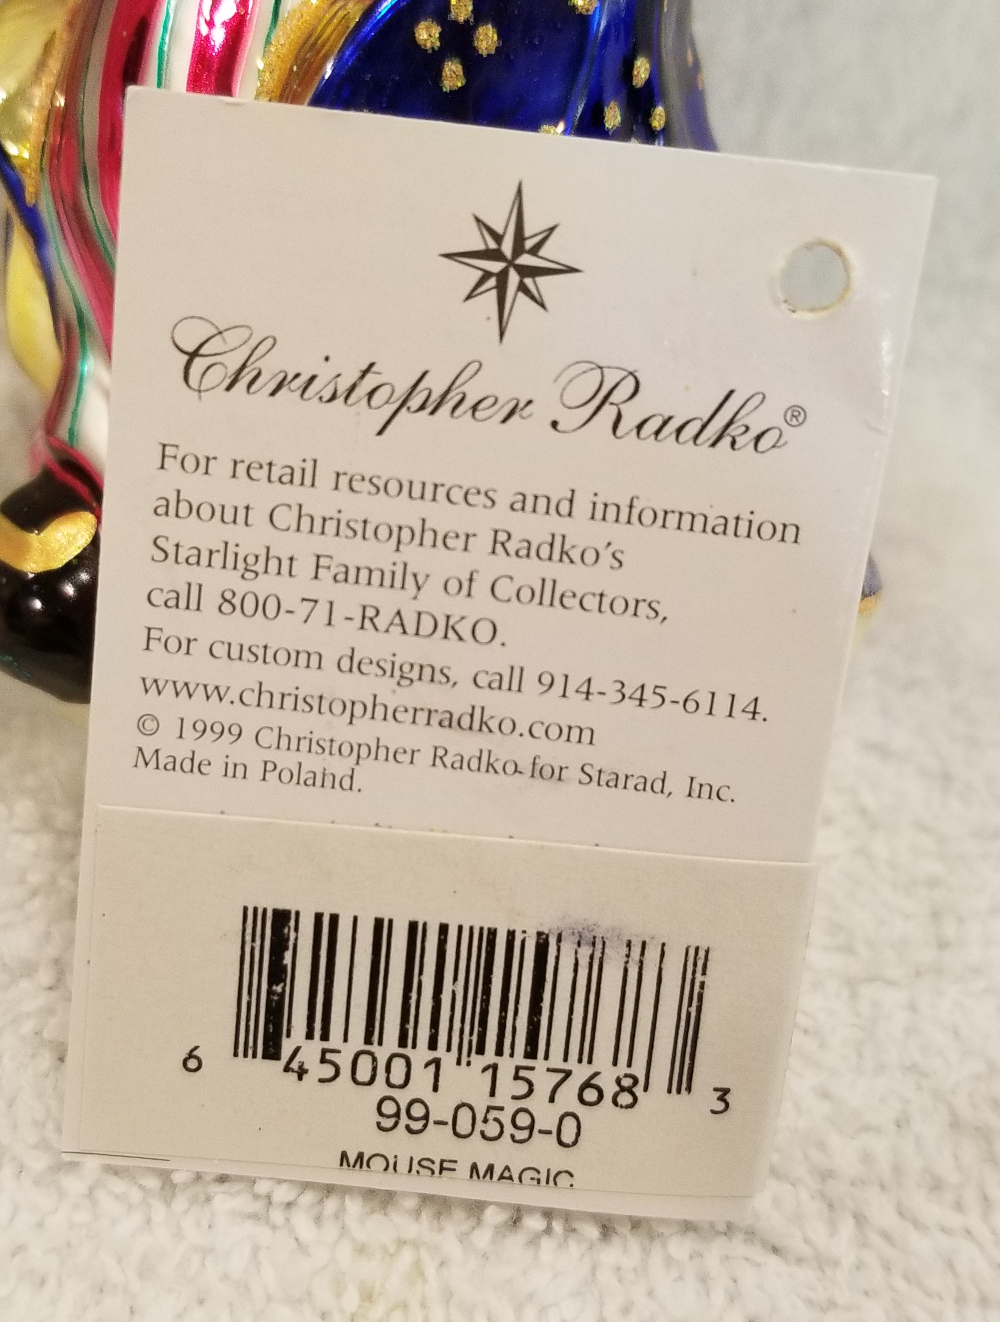 Christopher Radko®
For retail resources and information
about Christopher Radko's
Starlight Family of Collectors,
call 800-71-RADKO.
For custom designs, call 914-345-6114.
www.christopherradko.com
© 1999 Christopher Radko for Starad, Inc.
Made in Poland.
6 45001 15768 3
99-059-0
MOUSE MAGIC